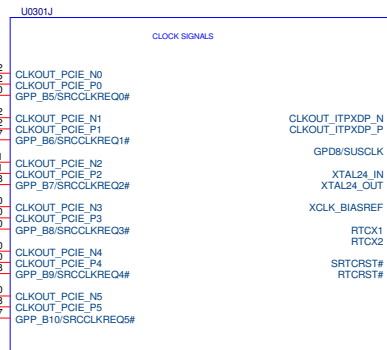 U0301J
CLOCK SIGNALS
CLKOUT_PCIE_N0
CLKOUT_PCIE_P0
GPP_B5/SRCCLKREQ0#
CLKOUT_PCIE_N1
CLKOUT_PCIE_P1
GPP_B6/SRCCLKREQ1#
CLKOUT_PCIE_N2
CLKOUT_PCIE_P2
GPP_B7/SRCCLKREQ2#
CLKOUT_PCIE_N3
CLKOUT_PCIE_P3
GPP_B8/SRCCLKREQ3#
CLKOUT_PCIE_N4
CLKOUT_PCIE_P4
GPP_B9/SRCCLKREQ4#
CLKOUT_PCIE_N5
CLKOUT_PCIE_P5
GPP_B10/SRCCLKREQ5#
CLKOUT_ITPXDP_N
CLKOUT_ITPXDP_P
GPD8/SUSCLK
XTAL24_IN
XTAL24_OUT
XCLK_BIASREF
RTCX1
RTCX2
SRTCRST#
RTCRST#